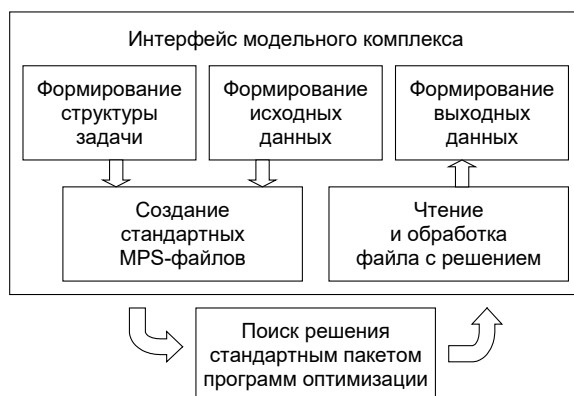 Интерфейс модельного комплекса
Формирование
структуры
задачи
Формирование
исходных
данных
Формирование
выходных
данных
Создание
стандартных
MPS-файлов
Чтение
и обработка
файла с решением
Поиск решения
стандартным пакетом
программ оптимизации